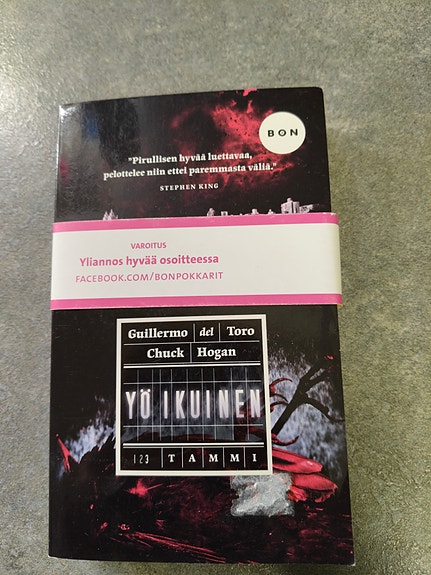 BON
"Pirullisen hyvää luettavaa,
pelottelee niin ettei paremmasta väliä."
STEPHEN KING
VAROITUS
Yliannos hyvää osoitteessa
FACEBOOK.COM/BONPOKKARIT
Guillermo del Toro
Chuck Hogan
YÖ IKUINEN
123 TAMMI